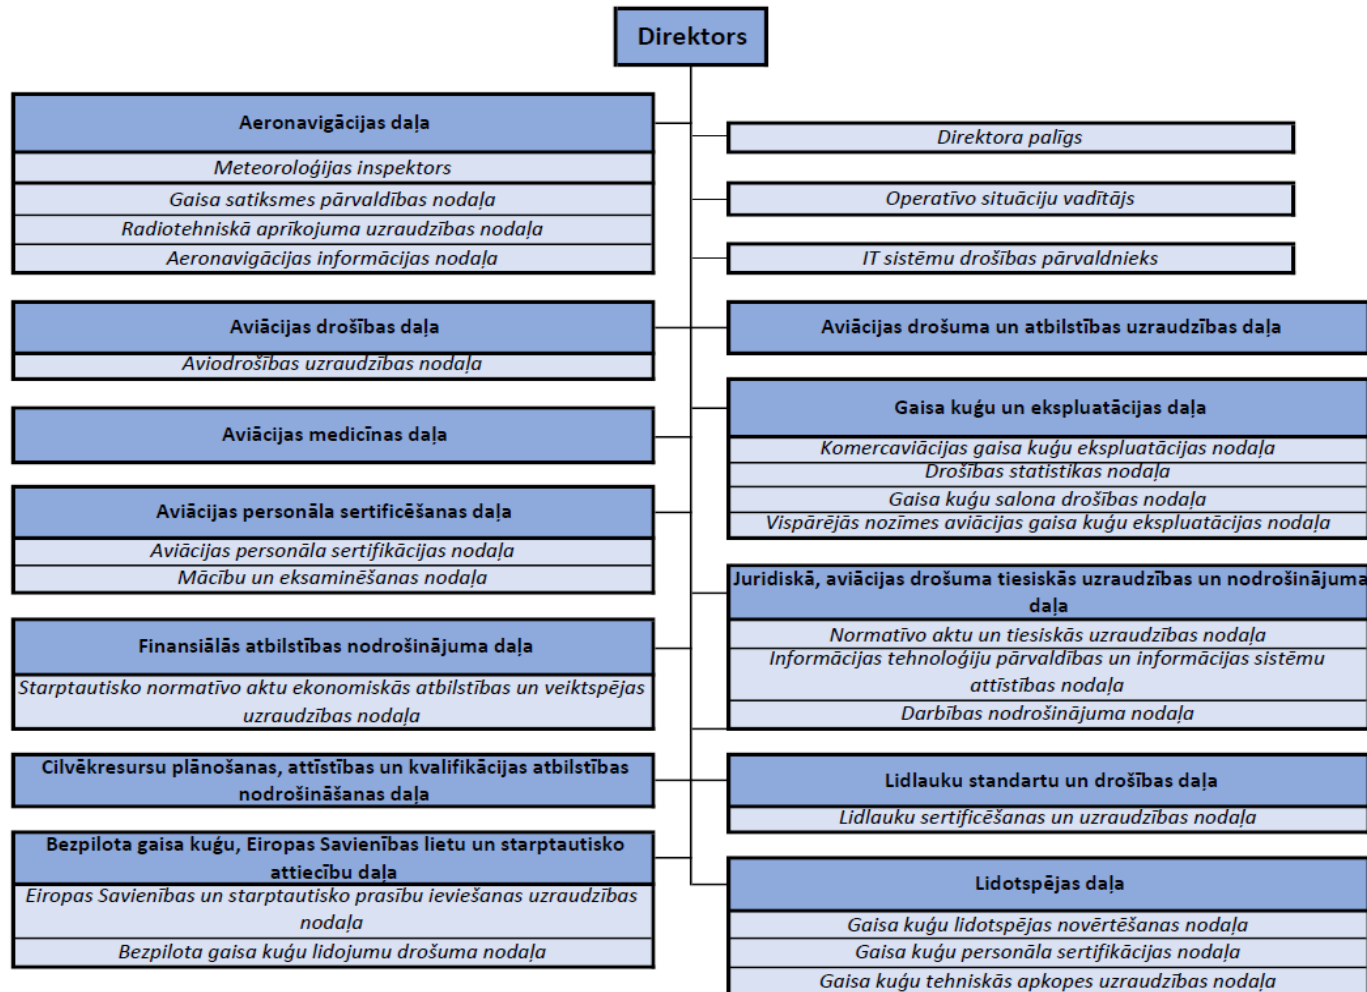 Direktors
Aeronavigācijas daļa
Meteoroloģijas inspektors
Gaisa satiksmes pārvaldības nodaļa
Radiotehniskā aprīkojuma uzraudzības nodaļa
Aeronavigācijas informācijas nodaļa
Aviācijas drošības daļa
Aviodrošības uzraudzības nodaļa
Aviācijas medicīnas daļa
Aviācijas personāla sertificēšanas daļa
Aviācijas personāla sertifikācijas nodaļa
Mācību un eksaminēšanas nodaļa
Finansiālās atbilstības nodrošinājuma daļa
Starptautisko normatīvo aktu ekonomiskās atbilstības un veiktspējas
uzraudzības nodaļa
Cilvēkresursu plānošanas, attīstības un kvalifikācijas atbilstības
nodrošināšanas daļa
Bezpilota gaisa kuģu, Eiropas Savienības lietu un starptautisko
attiecību daļa
Eiropas Savienības un starptautisko prasību ieviešanas uzraudzības
nodaļa
Bezpilota gaisa kuģu lidojumu drošuma nodaļa
Direktora palīgs
Operatīvo situāciju vadītājs
IT sistēmu drošības pārvaldnieks
Aviācijas drošuma un atbilstības uzraudzības daļa
Gaisa kuģu un ekspluatācijas daļa
Komercaviācijas gaisa kuģu ekspluatācijas nodaļa
Drošības statistikas nodaļa
Gaisa kuģu salona drošības nodaļa
Vispārējās nozīmes aviācijas gaisa kuģu ekspluatācijas nodaļa
Juridiskā, aviācijas drošuma tiesiskās uzraudzības un nodrošinājuma
daļa
Normatīvo aktu un tiesiskās uzraudzības nodaļa
Informācijas tehnoloģiju pārvaldības un informācijas sistēmu
attīstības nodaļa
Darbības nodrošinājuma nodaļa
Lidlauku standartu un drošības daļa
Lidlauku sertificēšanas un uzraudzības nodaļa
Lidotspējas daļa
Gaisa kuģu lidotspējas novērtēšanas nodaļa
Gaisa kuģu personāla sertifikācijas nodaļa
Gaisa kuģu tehniskās apkopes uzraudzības nodaļa